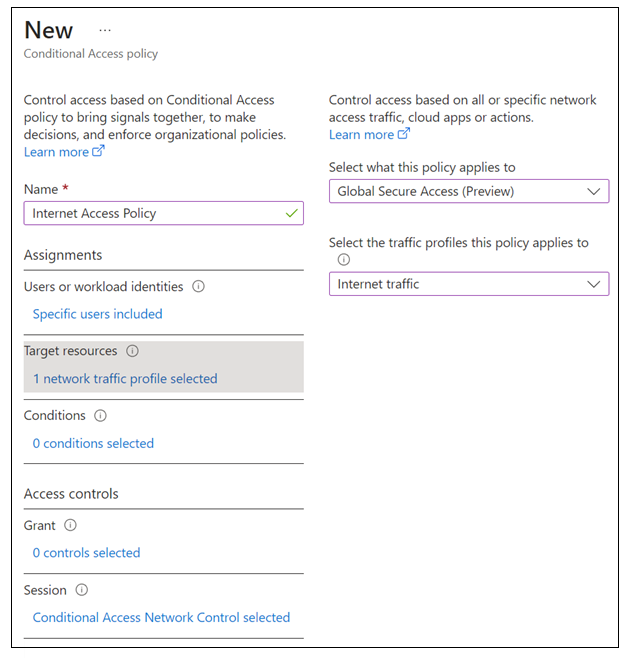 New ...
Conditional Access policy
Control access based on Conditional Access
policy to bring signals together, to make
decisions, and enforce organizational policies.
Learn more
Name *
Internet Access Policy
Assignments
Users or workload identities
Specific users included
Target resources
1 network traffic profile selected
Conditions
0 conditions selected
Access controls
Grant
0 controls selected
Session
Conditional Access Network Control selected
Control access based on all or specific network
access traffic, cloud apps or actions.
Learn more
Select what this policy applies to
Global Secure Access (Preview)
Select the traffic profiles this policy applies to
Internet traffic